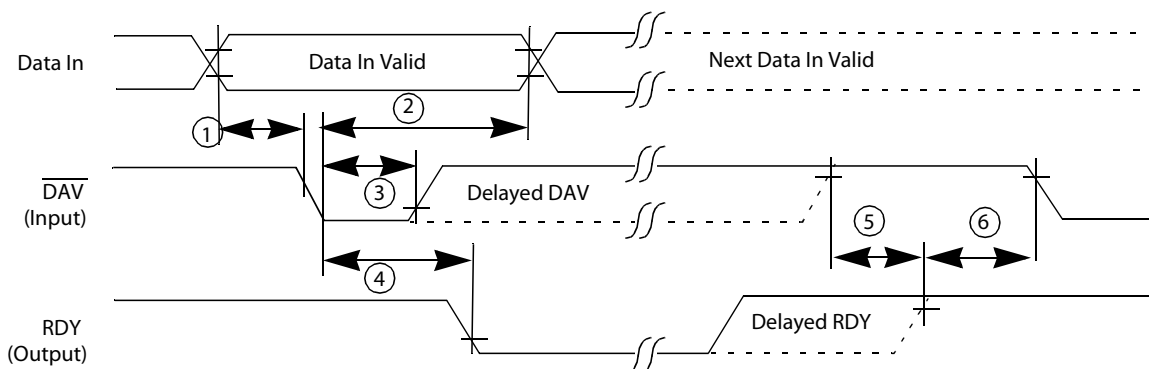 Data In
Data In Valid
Next Data In Valid
1
2
DAV
(Input)
3
Delayed DAV
4
5
6
RDY
(Output)
Delayed RDY